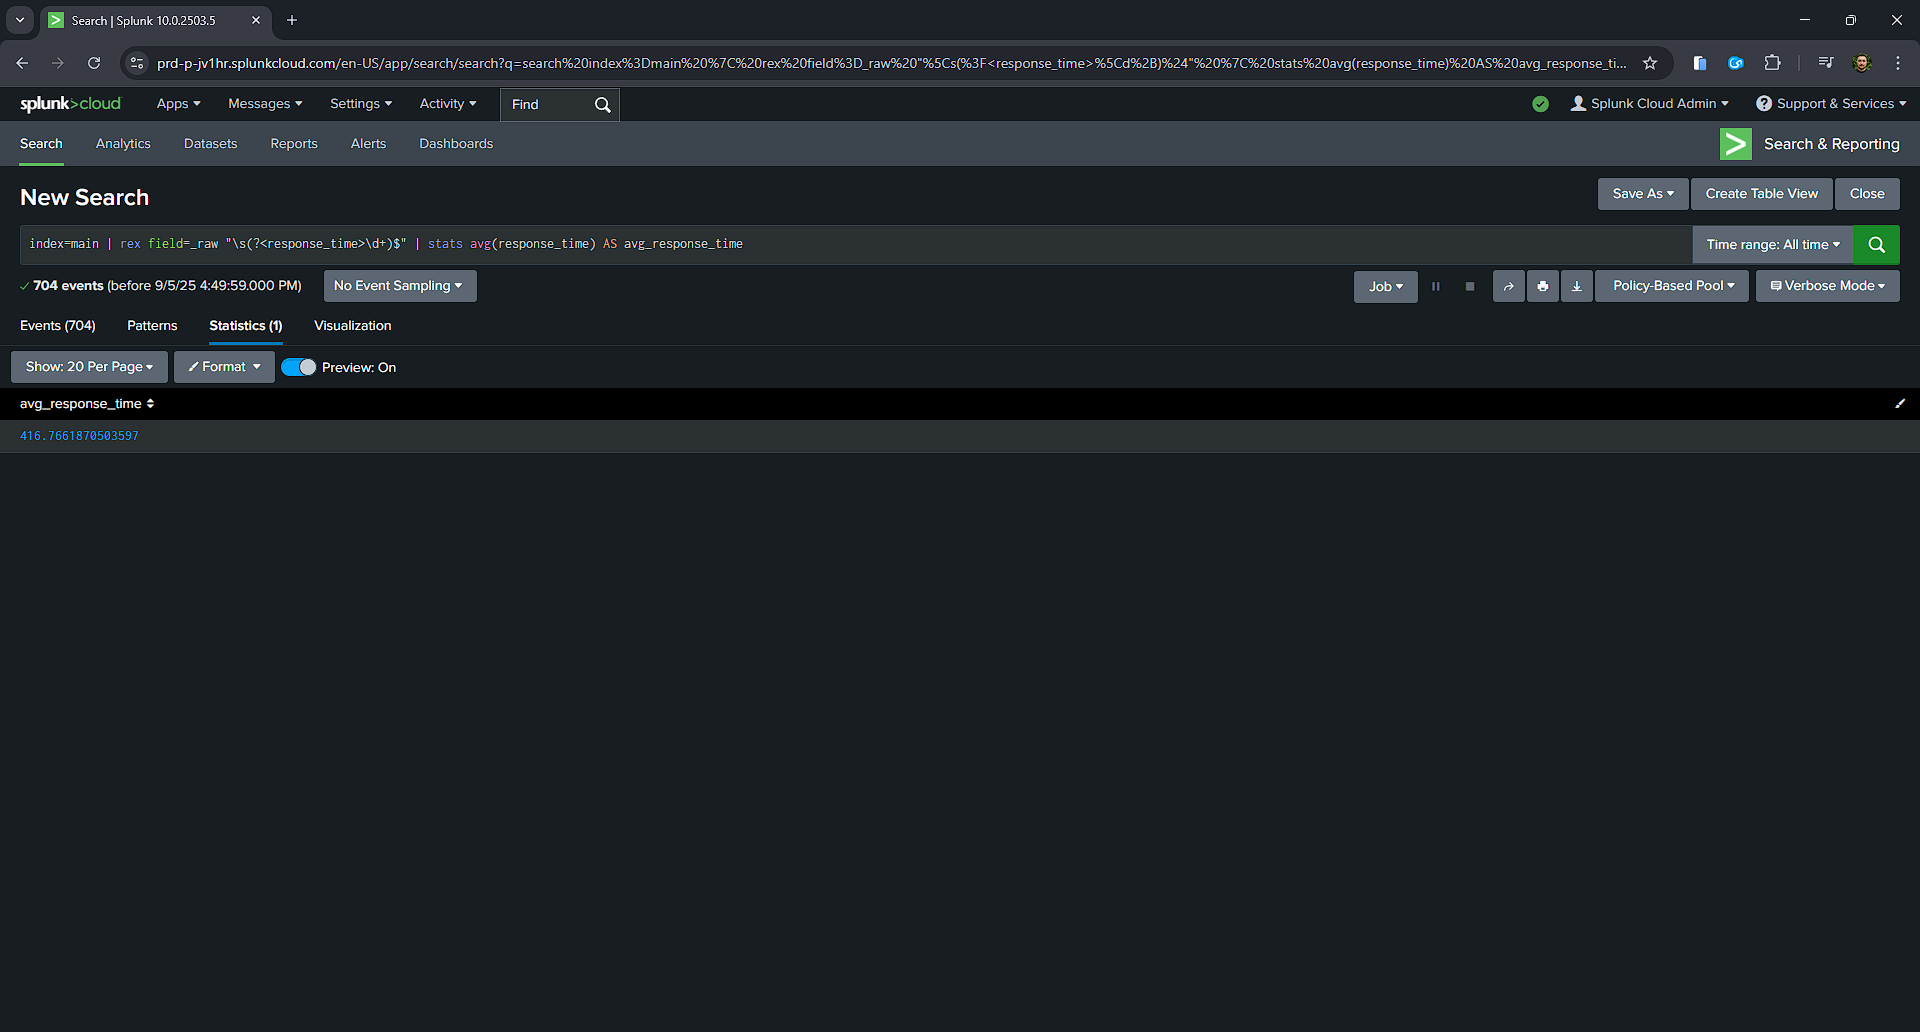 Search | Splunk 10.0.2503.5
prd-p-jv1hr.splunkcloud.com/en-US/app/search/search?q=search%20index%3Dmain%20%7C%20rex%20field%3D_raw%20"%5Cs(%3F<response_time>%5Cd%2B)%24"%20%7C%20stats%20avg(response_time)%20AS%20avg_response_ti...
splunk>cloud Apps Messages Settings Activity Find Splunk Cloud Admin Support & Services
Search Analytics Datasets Reports Alerts Dashboards Search & Reporting
New Search Save As Create Table View Close
index=main | rex field=_raw "\s(?<response_time>\d+)$" | stats avg(response_time) AS avg_response_time Time range: All time
704 events (before 9/5/25 4:49:59.000 PM) No Event Sampling Job Policy-Based Pool Verbose Mode
Events (704) Patterns Statistics (1) Visualization
Show: 20 Per Page Format Preview: On
avg_response_time
416.7661870503597